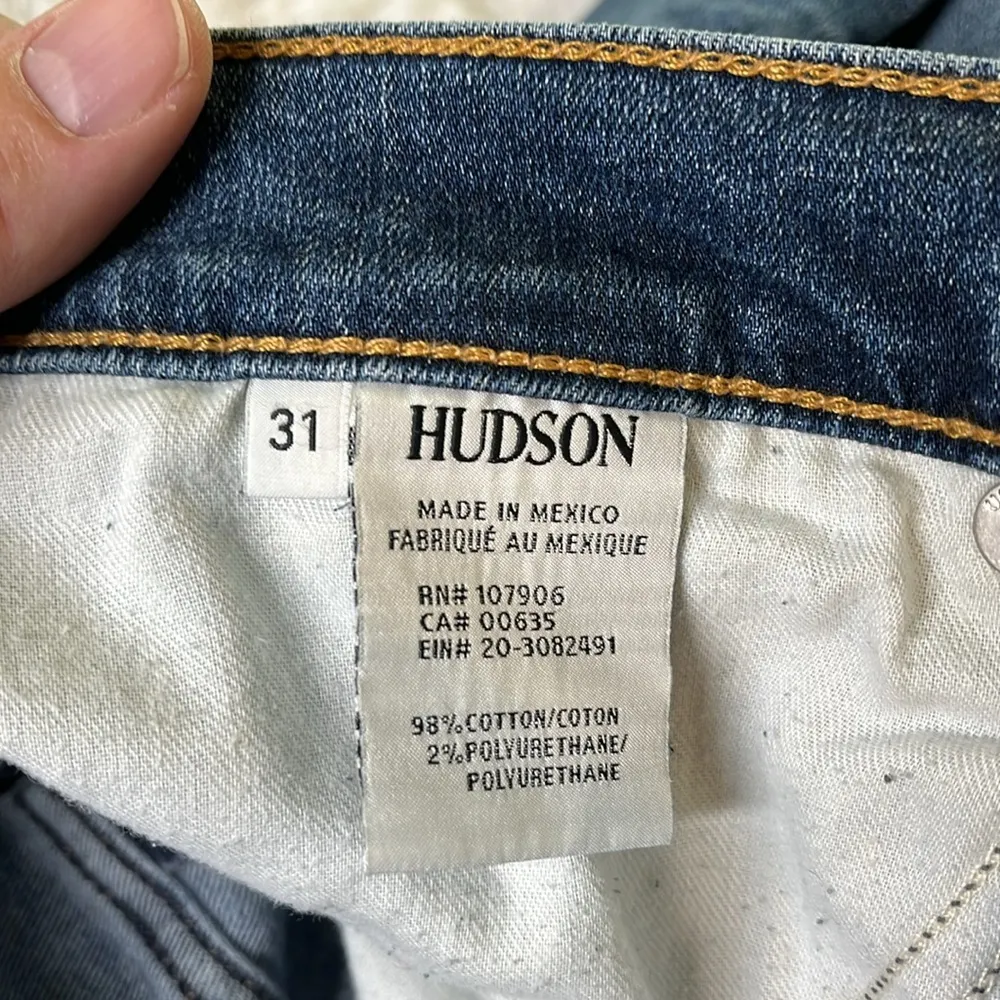 31
HUDSON
MADE IN MEXICO
FABRIQUÉ AU MEXIQUE
RN# 107906
CA# 00635
EIN# 20-3082491
98%COTTON/COTON
2%POLYURETHANE/
POLYURETHANE